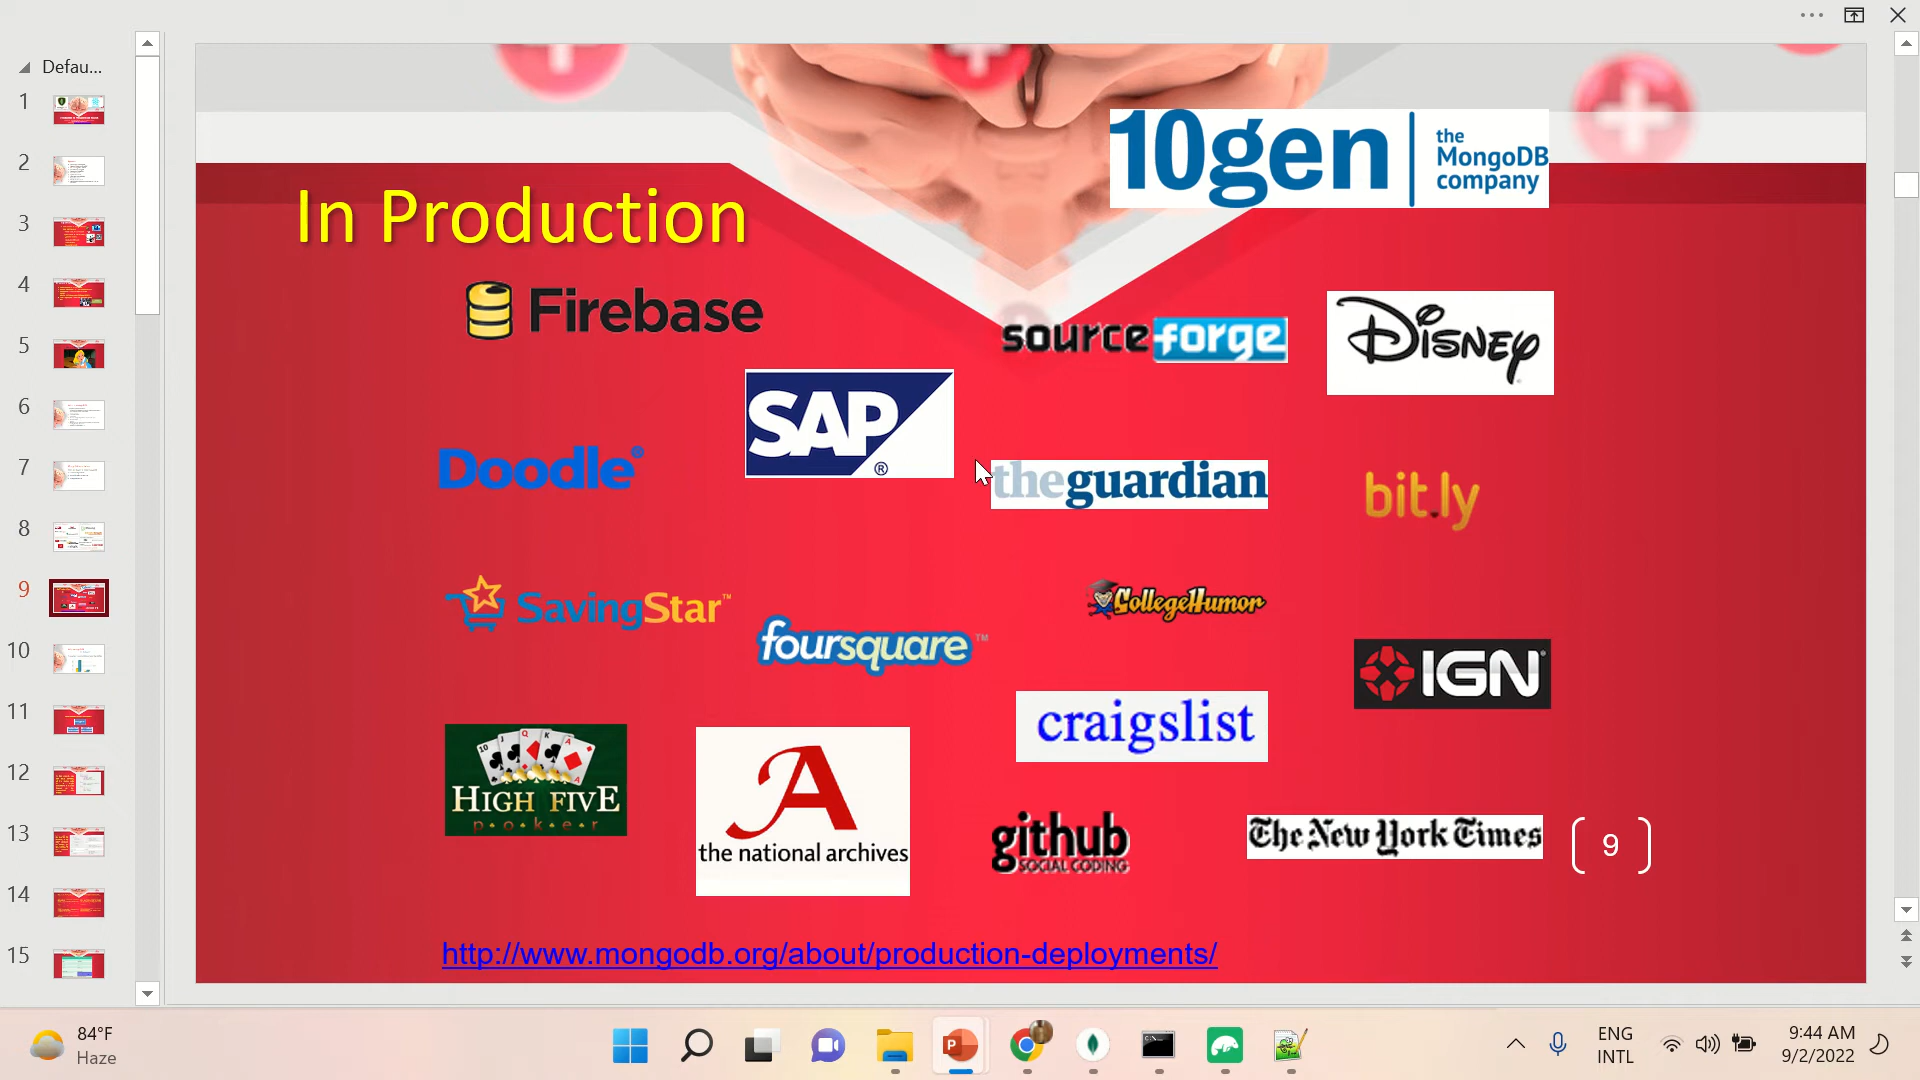 Defau...
1
2
3
4
5
6
7
8
9
10
11
12
13
14
15
10gen | the MongoDB company
In Production
Firebase
sourceforge
Disney
SAP®
Doodle®
theguardian
bit.ly
SavingStar™
CollegeHumor
foursquare™
IGN®
craigslist
HIGH FIVE
poker
A
the national archives
github
SOCIAL CODING
The New York Times
9
http://www.mongodb.org/about/production-deployments/
84°F
Haze
ENG
INTL
9:44 AM
9/2/2022